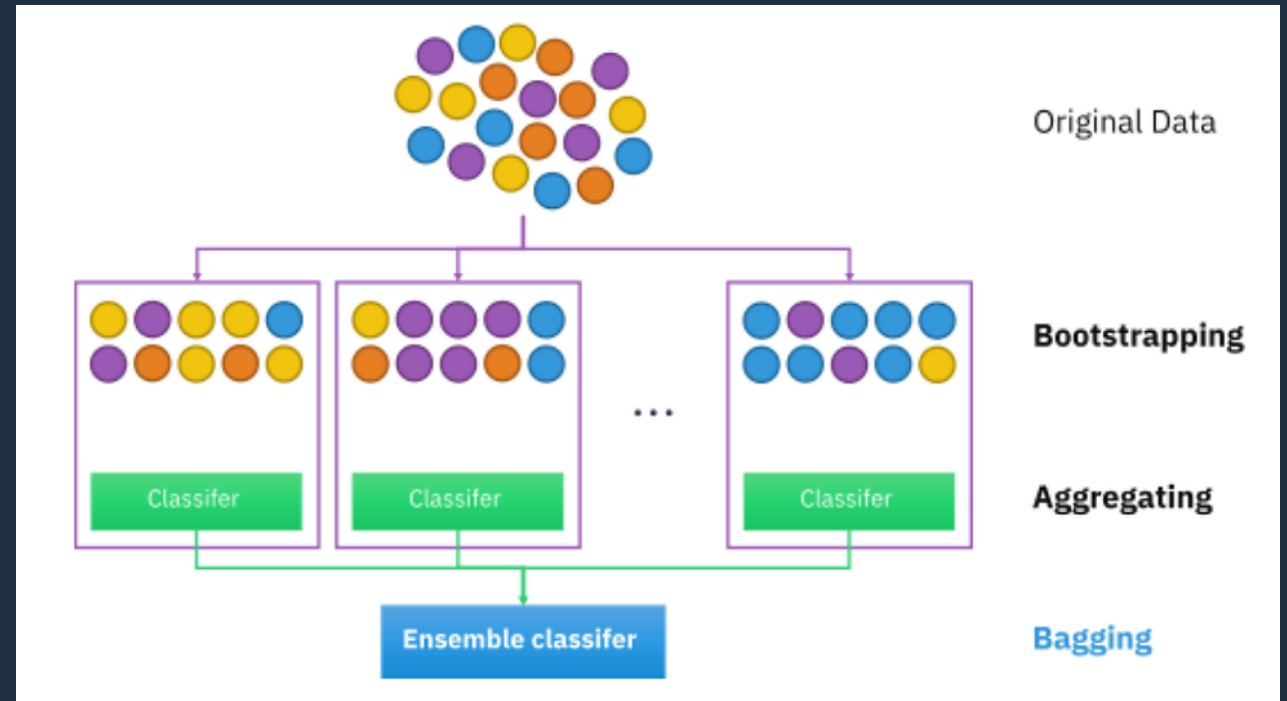 Original Data
Bootstrapping
...
Classifer
Classifer
Classifer
Aggregating
Ensemble classifer
Bagging